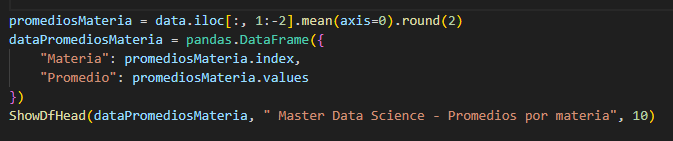 promediosMateria = data.iloc[:, 1:-2].mean(axis=0).round(2)
dataPromediosMateria = pandas.DataFrame({
    "Materia": promediosMateria.index,
    "Promedio": promediosMateria.values
})
ShowDfHead(dataPromediosMateria, " Master Data Science - Promedios por materia", 10)